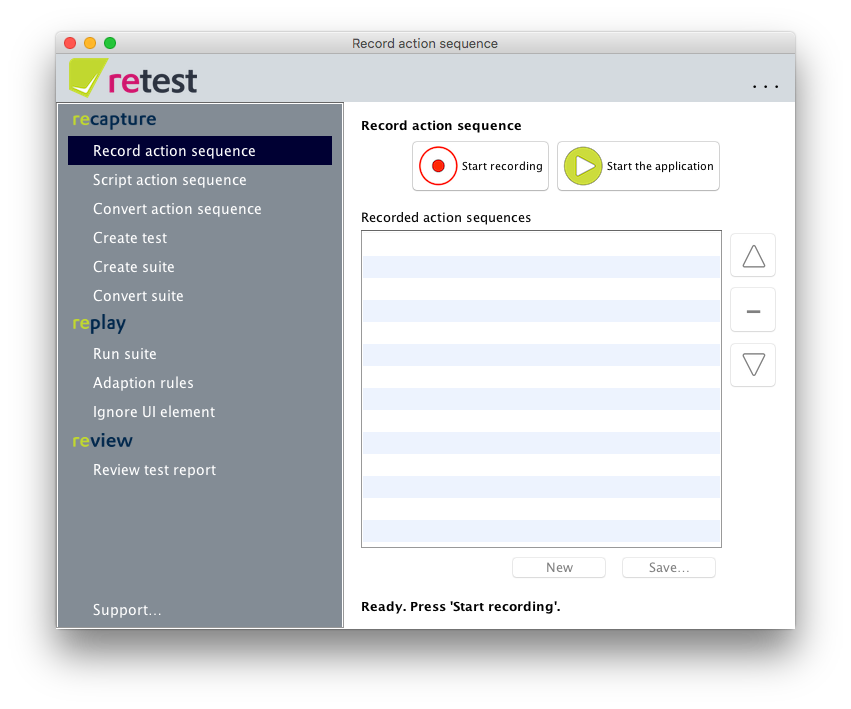 Record action sequence
retest
...
recapture
Record action sequence
Script action sequence
Convert action sequence
Create test
Create suite
Convert suite
replay
Run suite
Adaption rules
Ignore UI element
review
Review test report
Support...
Record action sequence
Start recording
Start the application
Recorded action sequences
New
Save...
Ready. Press 'Start recording'.